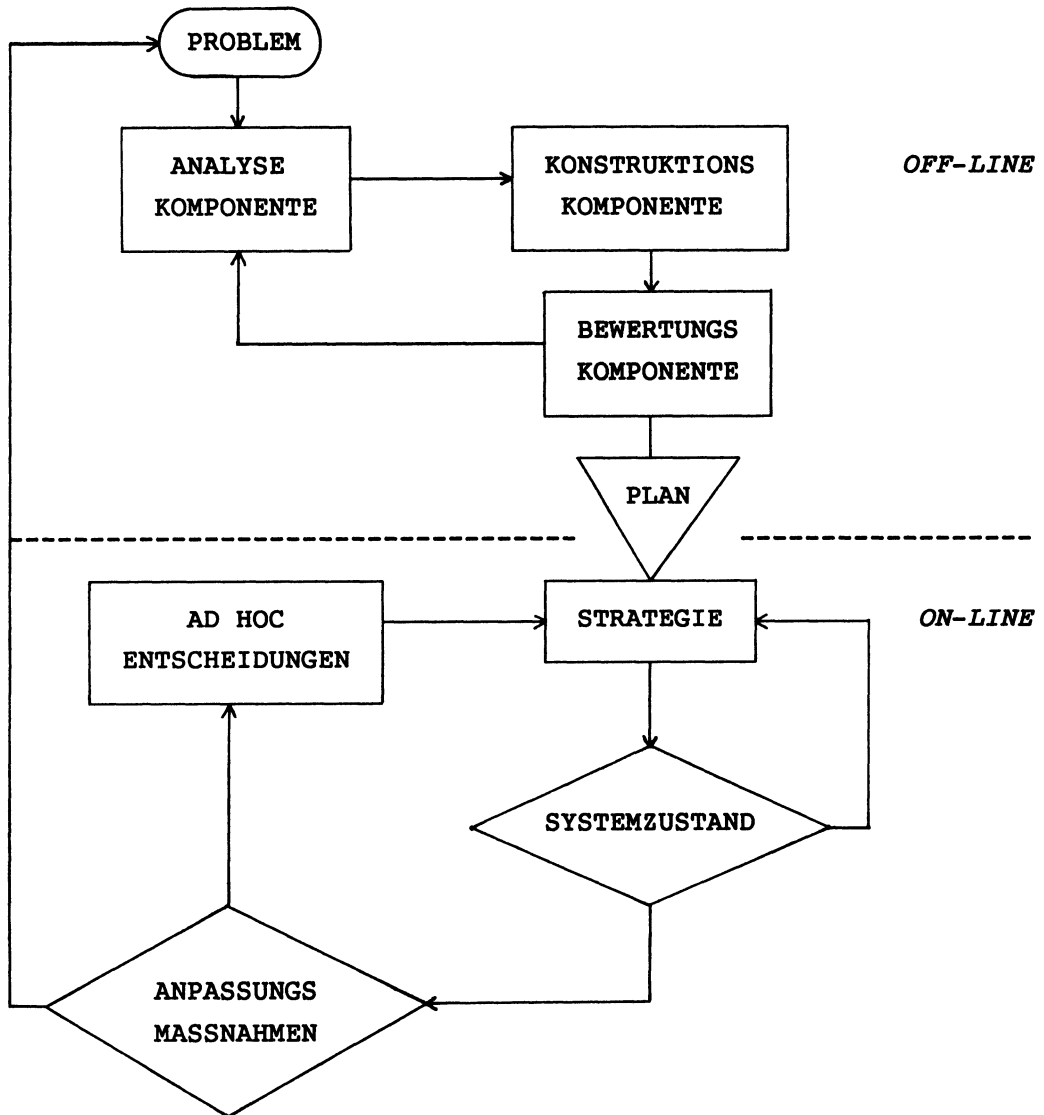 PROBLEM
ANALYSE
KOMPONENTE
KONSTRUKTIONS
KOMPONENTE
OFF-LINE
BEWERTUNGS
KOMPONENTE
PLAN
AD HOC
ENTSCHEIDUNGEN
STRATEGIE
ON-LINE
SYSTEMZUSTAND
ANPASSUNGS
MASSNAHMEN